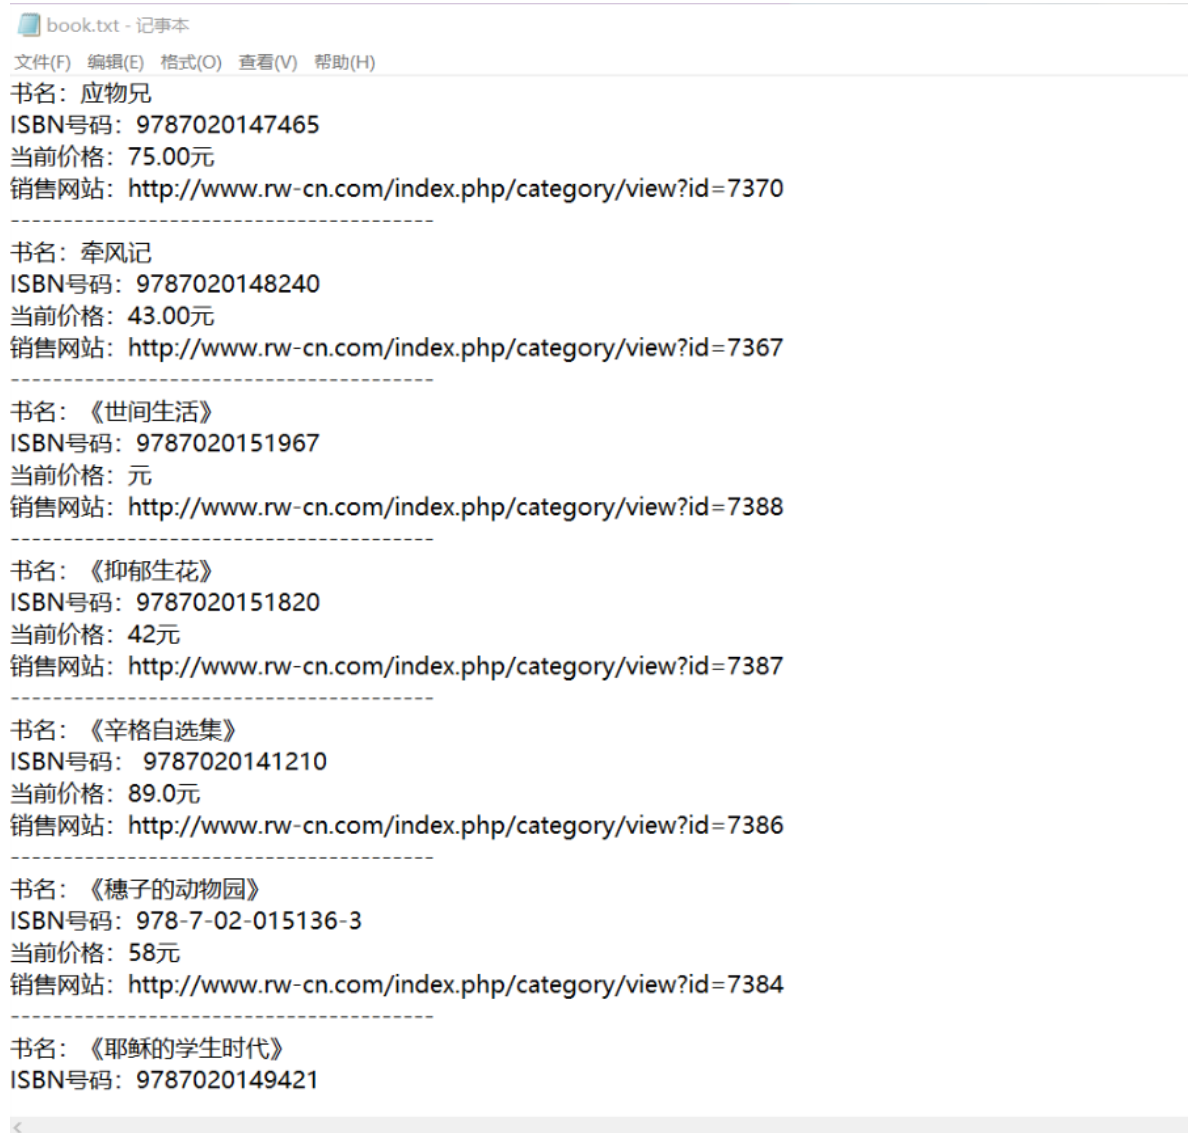 book.txt - 记事本
文件(F) 编辑(E) 格式(O) 查看(V) 帮助(H)
书名：应物兄
ISBN号码：9787020147465
当前价格：75.00元
销售网站：http://www.rw-cn.com/index.php/category/view?id=7370
----------------------------------------
书名：牵风记
ISBN号码：9787020148240
当前价格：43.00元
销售网站：http://www.rw-cn.com/index.php/category/view?id=7367
----------------------------------------
书名：《世间生活》
ISBN号码：9787020151967
当前价格：元
销售网站：http://www.rw-cn.com/index.php/category/view?id=7388
----------------------------------------
书名：《抑郁生花》
ISBN号码：9787020151820
当前价格：42元
销售网站：http://www.rw-cn.com/index.php/category/view?id=7387
----------------------------------------
书名：《辛格自选集》
ISBN号码： 9787020141210
当前价格：89.0元
销售网站：http://www.rw-cn.com/index.php/category/view?id=7386
----------------------------------------
书名：《穗子的动物园》
ISBN号码：978-7-02-015136-3
当前价格：58元
销售网站：http://www.rw-cn.com/index.php/category/view?id=7384
----------------------------------------
书名：《耶稣的学生时代》
ISBN号码：9787020149421